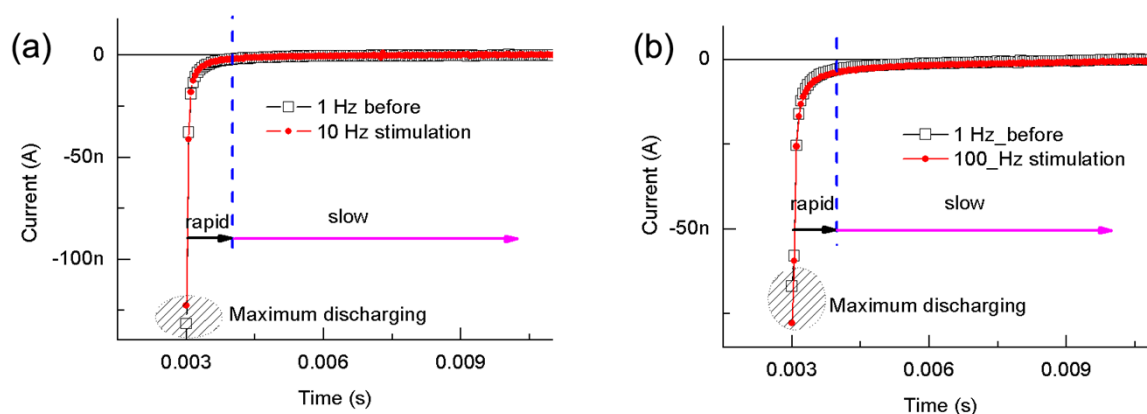 (a)
0
-50n
-100n
Current (A)
1 Hz before
10 Hz stimulation
rapid
slow
Maximum discharging
0.003
0.006
0.009
Time (s)
(b)
0
-50n
Current (A)
1 Hz_before
100_Hz stimulation
rapid
slow
Maximum discharging
0.003
0.006
0.009
Time (s)